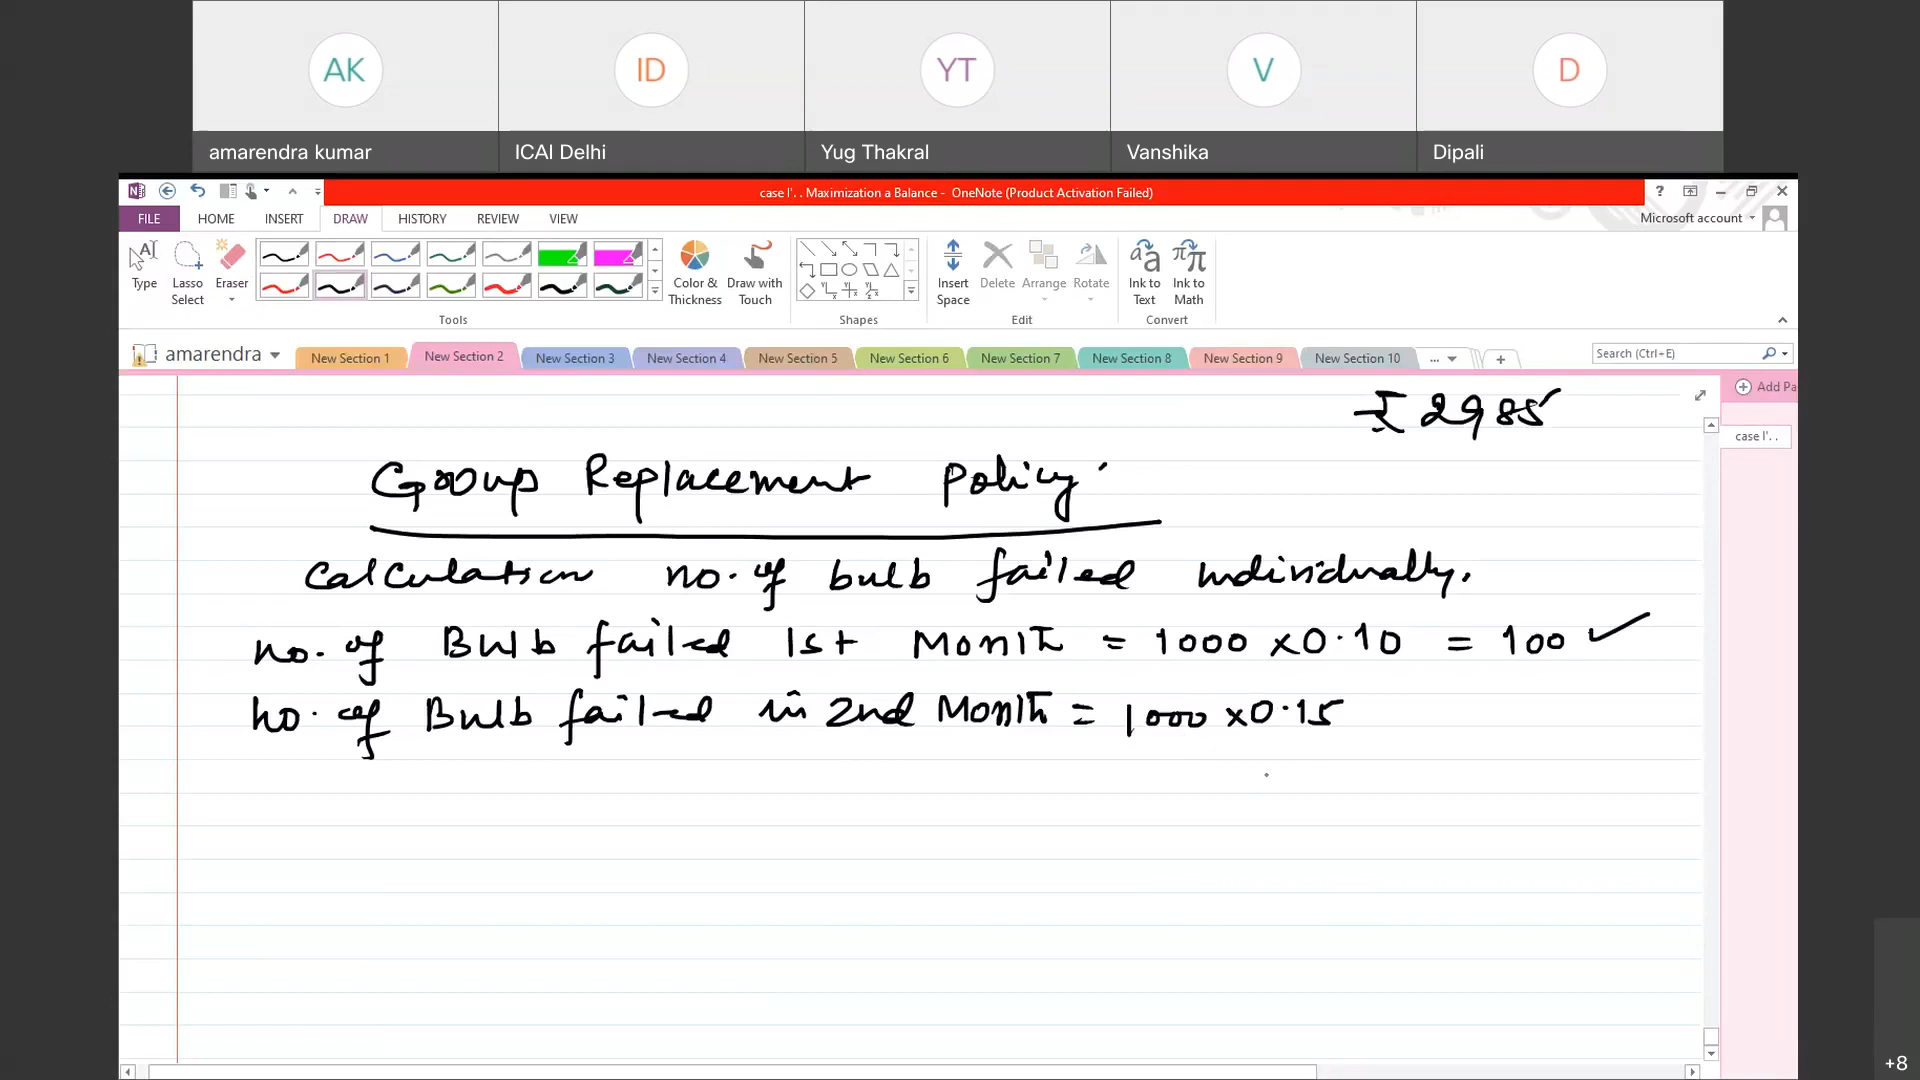 AK ID YT V D
amarendra kumar ICAI Delhi Yug Thakral Vanshika Dipali
case I'. . Maximization a Balance - OneNote (Product Activation Failed) ?
FILE HOME INSERT DRAW HISTORY REVIEW VIEW Microsoft account
Type Lasso Select Eraser Color & Thickness Draw with Touch Insert Space Delete Arrange Rotate Ink to Text Ink to Math
Tools Shapes Edit Convert
amarendra New Section 1 New Section 2 New Section 3 New Section 4 New Section 5 New Section 6 New Section 7 New Section 8 New Section 9 New Section 10 ... Search (Ctrl+E)
Add Pa
case I'. .
₹ 2985
Group Replacement Policy
Calculation no. of bulb failed individually.
no. of Bulb failed 1st Month = 1000 x0.10 = 100 ✓
no. of Bulb failed in 2nd Month = 1000 x0.15
+8